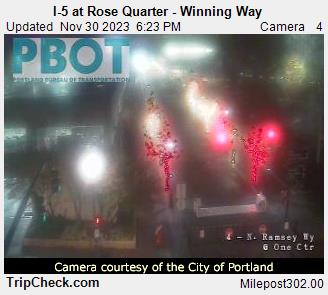 I-5 at Rose Quarter - Winning Way
Updated Nov 30 2023 6:23 PM Camera 4
PBOT
PORTLAND BUREAU OF TRANSPORTATION
4 - N. Ramsey Wy
@ One Ctr
Camera courtesy of the City of Portland
TripCheck.com Milepost302.00